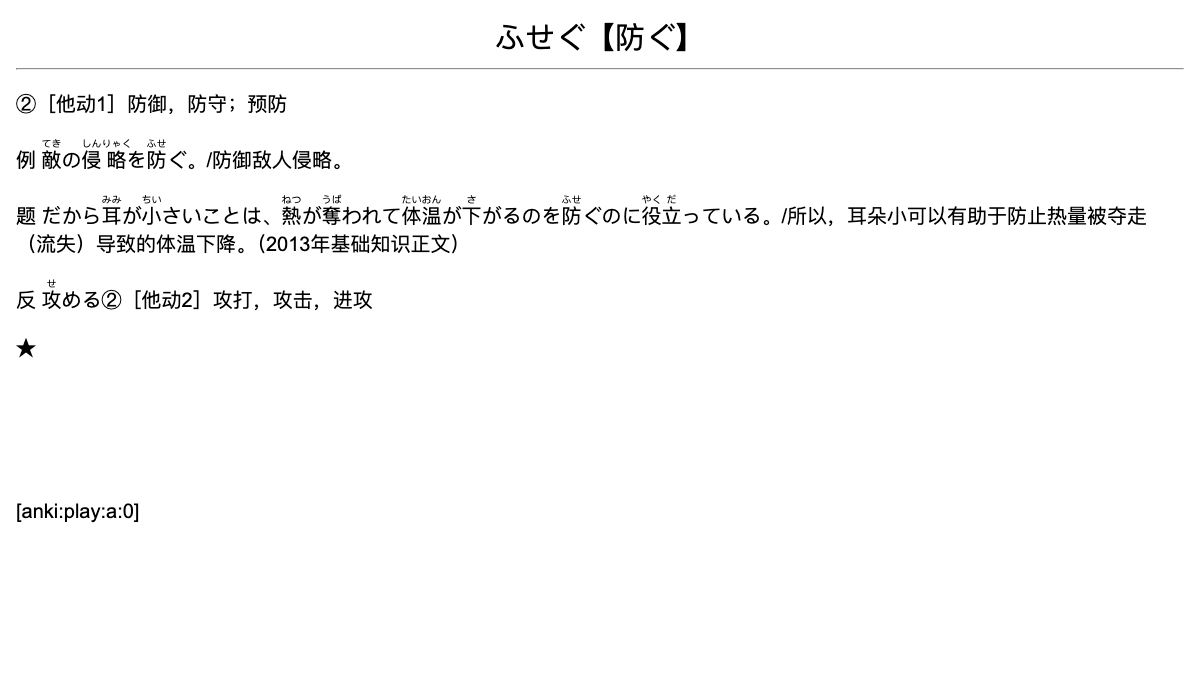 ふせぐ【防ぐ】
②［他动1］防御，防守；预防
てき しんりゃく ふせ
例 敵の侵略を防ぐ。/防御敌人侵略。
みみ ちい ねつ うば たいおん さ ふせ やく だ
题 だから耳が小さいことは、熱が奪われて体温が下がるのを防ぐのに役立っている。/所以，耳朵小可以有助于防止热量被夺走
（流失）导致的体温下降。（2013年基础知识正文）
せ
反 攻める②［他动2］攻打，攻击，进攻
★
[anki:play:a:0]